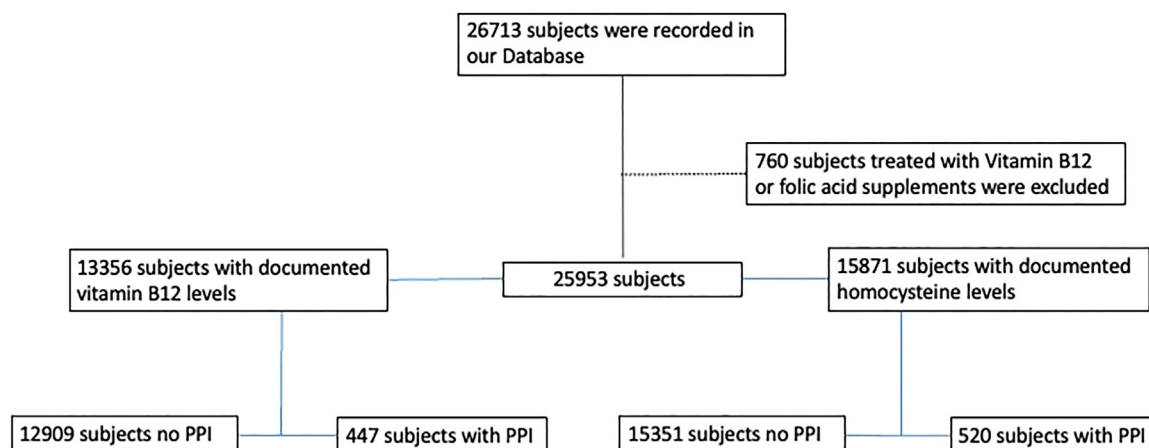 26713 subjects were recorded in
our Database
760 subjects treated with Vitamin B12
or folic acid supplements were excluded
13356 subjects with documented
vitamin B12 levels
25953 subjects
15871 subjects with documented
homocysteine levels
12909 subjects no PPI
447 subjects with PPI
15351 subjects no PPI
520 subjects with PPI